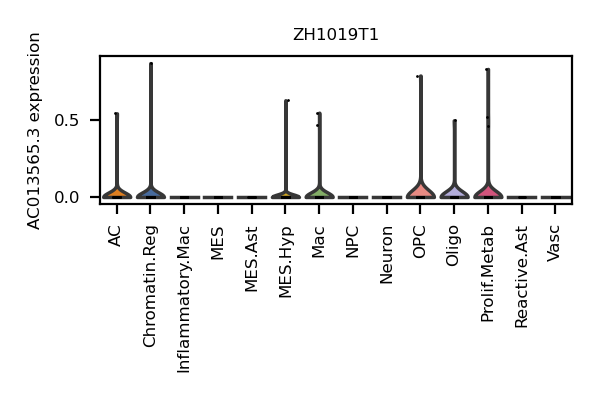 ZH1019T1
AC013565.3 expression
0.5
0.0
AC
Chromatin.Reg
Inflammatory.Mac
MES
MES.Ast
MES.Hyp
Mac
NPC
Neuron
OPC
Oligo
Prolif.Metab
Reactive.Ast
Vasc